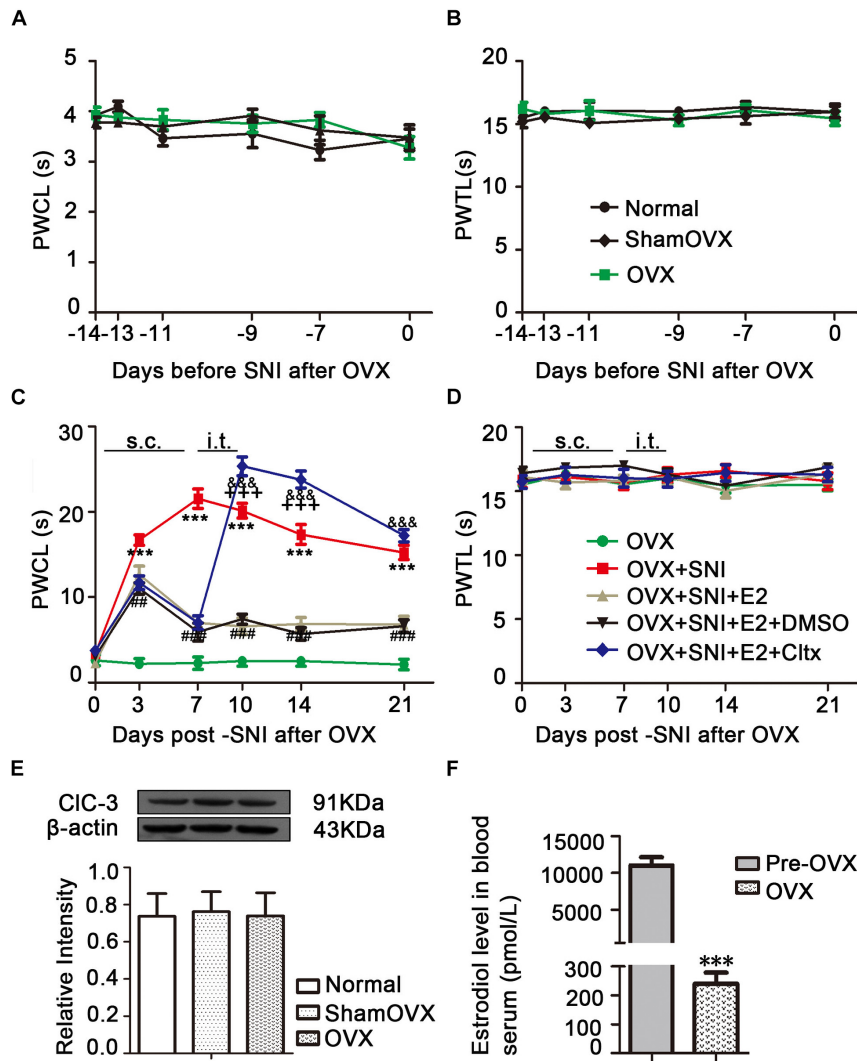 A
PWCL (s)
5
4
3
2
1
0
-14 -13 -11 -9 -7 0
Days before SNI after OVX
B
PWTL(s)
20
15
10
5
0
Normal
ShamOVX
OVX
-14 -13 -11 -9 -7 0
Days before SNI after OVX
C
PWCL (s)
s.c. i.t.
30
20
10
0
&&&
+++
&&&
+++
&&&
***
***
***
***
***
##
###
###
###
###
0 3 7 10 14 21
Days post -SNI after OVX
D
PWTL (s)
s.c. i.t.
20
15
10
5
0
OVX
OVX+SNI
OVX+SNI+E2
OVX+SNI+E2+DMSO
OVX+SNI+E2+Cltx
0 3 7 10 14 21
Days post -SNI after OVX
E
ClC-3 91KDa
β-actin 43KDa
Relative Intensity
1.0
0.8
0.6
0.4
0.2
0.0
Normal
ShamOVX
OVX
F
Estrodiol level in blood
serum (pmol/L)
15000
10000
5000
300
200
100
0
***
Pre-OVX
OVX